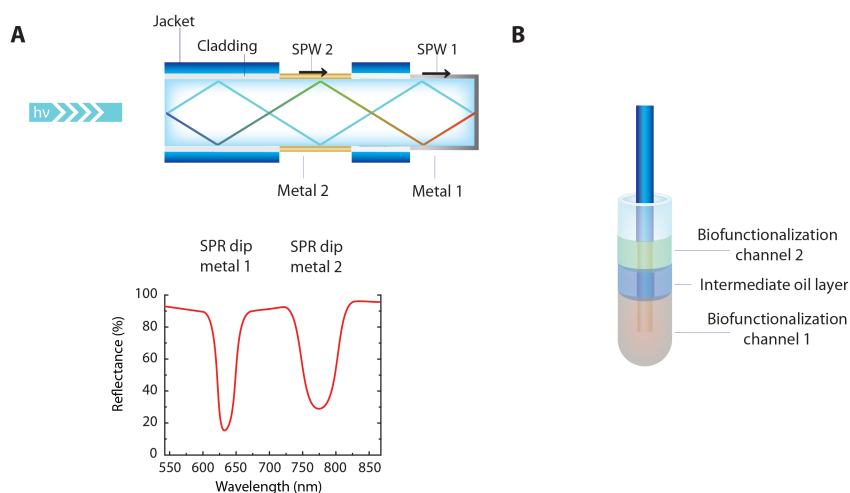 A
Jacket
Cladding
SPW 2
SPW 1
hν
Metal 2
Metal 1
SPR dip
metal 1
SPR dip
metal 2
100
80
60
40
20
0
Reflectance (%)
550 600 650 700 750 800 850
Wavelength (nm)
B
Biofunctionalization
channel 2
Intermediate oil layer
Biofunctionalization
channel 1